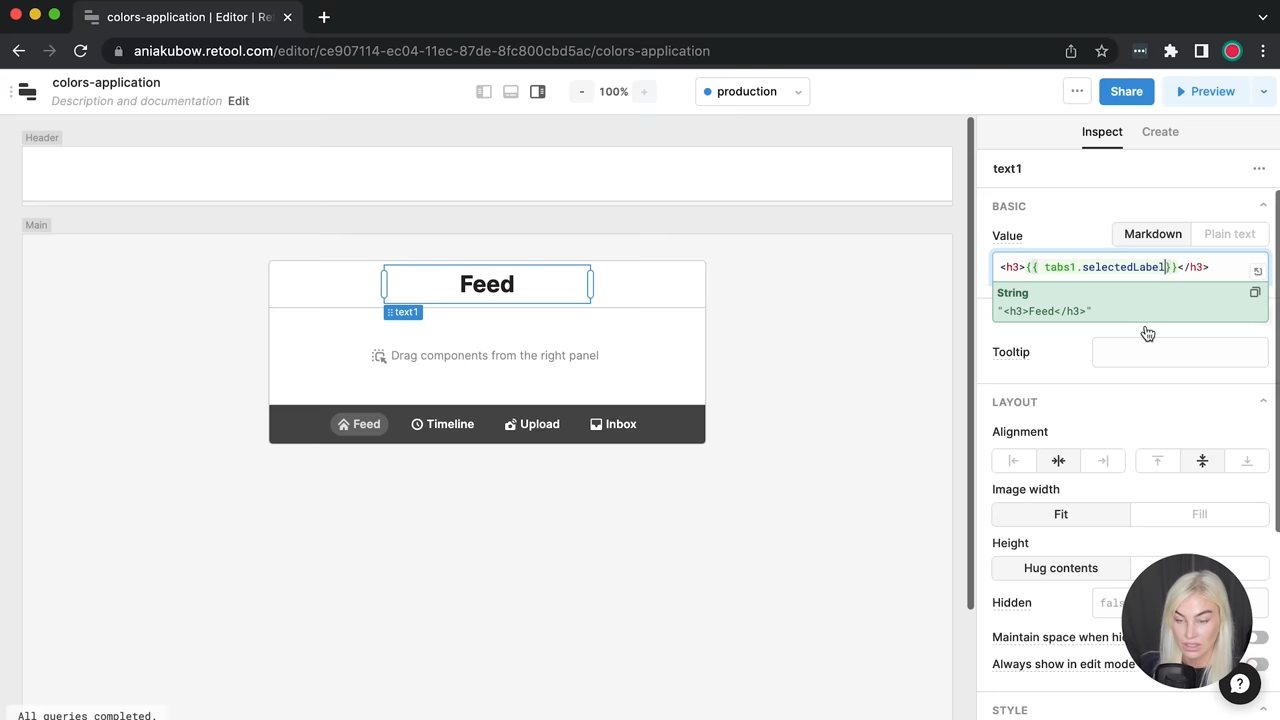 colors-application | Editor | Re
aniakubow.retool.com/editor/ce907114-ec04-11ec-87de-8fc800cbd5ac/colors-application
colors-application
Description and documentation Edit
- 100% +
production
Share
Preview
Header
Main
Feed
text1
Drag components from the right panel
Feed Timeline Upload Inbox
All queries completed.
Inspect Create
text1
BASIC
Value
Markdown Plain text
<h3>{{ tabs1.selectedLabel}}</h3>
String
"<h3>Feed</h3>"
Tooltip
LAYOUT
Alignment
Image width
Fit Fill
Height
Hug contents
Hidden
Maintain space when
Always show in edit mode
STYLE